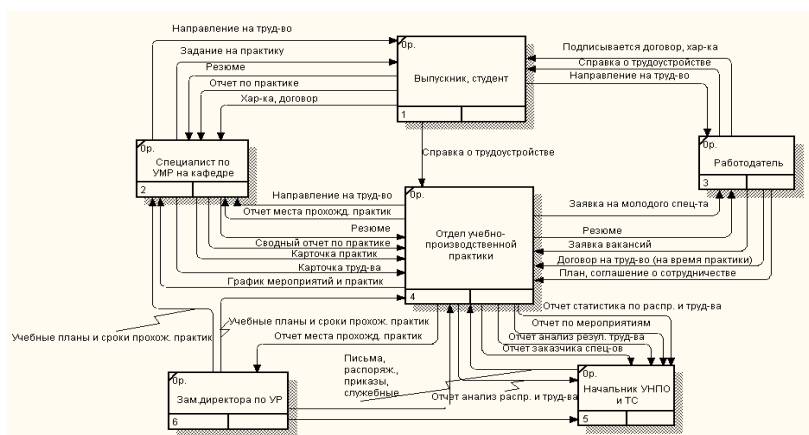 Направление на труд-во
0р.
Задание на практику
Резюме
Отчет по практике
Хар-ка, договор
Выпускник, студент
1
Подписывается договор, хар-ка
Справка о трудоустройстве
Направление на труд-во
0р.
Специалист по
УМР на кафедре
2
Справка о трудоустройстве
0р.
Работодатель
3
Направление на труд-во
Отчет места прохожд. практик
Резюме
Сводный отчет по практике
Карточка практик
Карточка труд-ва
График мероприятий и практик
0р.
Отдел учебно-
производственной
практики
4
Заявка на молодого спец-та
Резюме
Заявка вакансий
Договор на труд-во (на время практики)
План, соглашение о сотрудничестве
Учебные планы и сроки прохож. практик
Учебные планы и сроки прохож. практик
Отчет места прохожд. практик
Отчет статистика по распр. и труд-ва
Отчет по мероприятиям
Отчет анализ резул. труд-ва
Отчет заказчика спец-ов
Письма,
распоряж.,
приказы,
служебные
Отчет анализ распр. и труд-ва
0р.
Зам.директора по УР
6
0р.
Начальник УНПО
и ТС
5